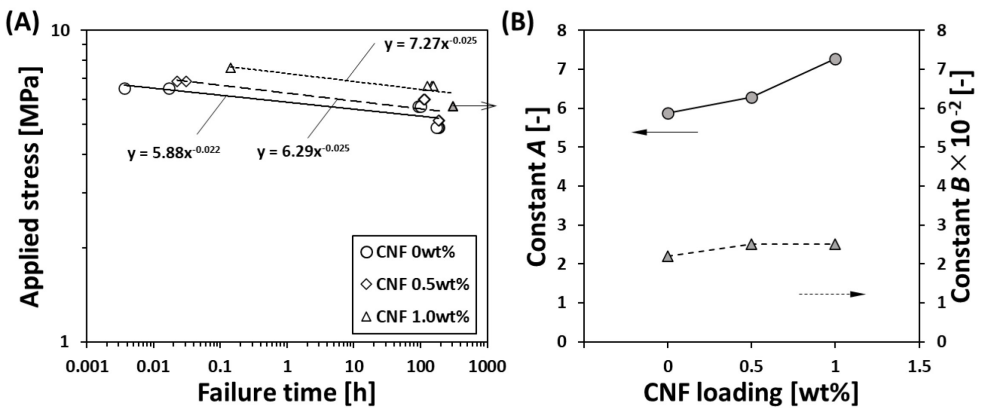 (A)
10
1
Applied stress [MPa]
y = 7.27x^-0.025
y = 5.88x^-0.022
y = 6.29x^-0.025
CNF 0wt%
CNF 0.5wt%
CNF 1.0wt%
0.001 0.01 0.1 1 10 100 1000
Failure time [h]
(B)
8
7
6
5
4
3
2
1
0
Constant A [-]
8
7
6
5
4
3
2
1
0
Constant B × 10^-2 [-]
0 0.5 1 1.5
CNF loading [wt%]